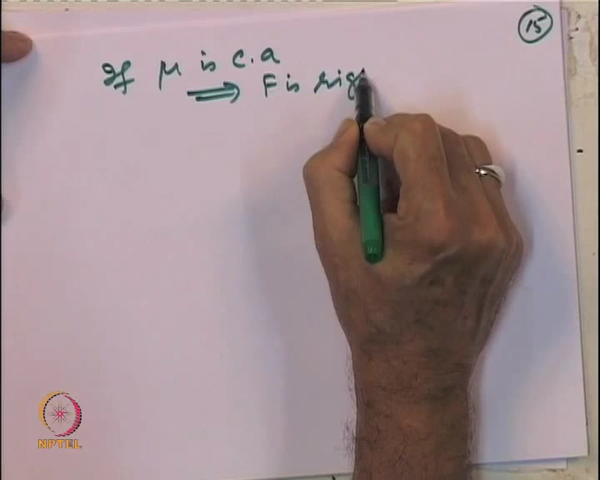 15
If μ is c.a
⟹ F is rig
NPTEL